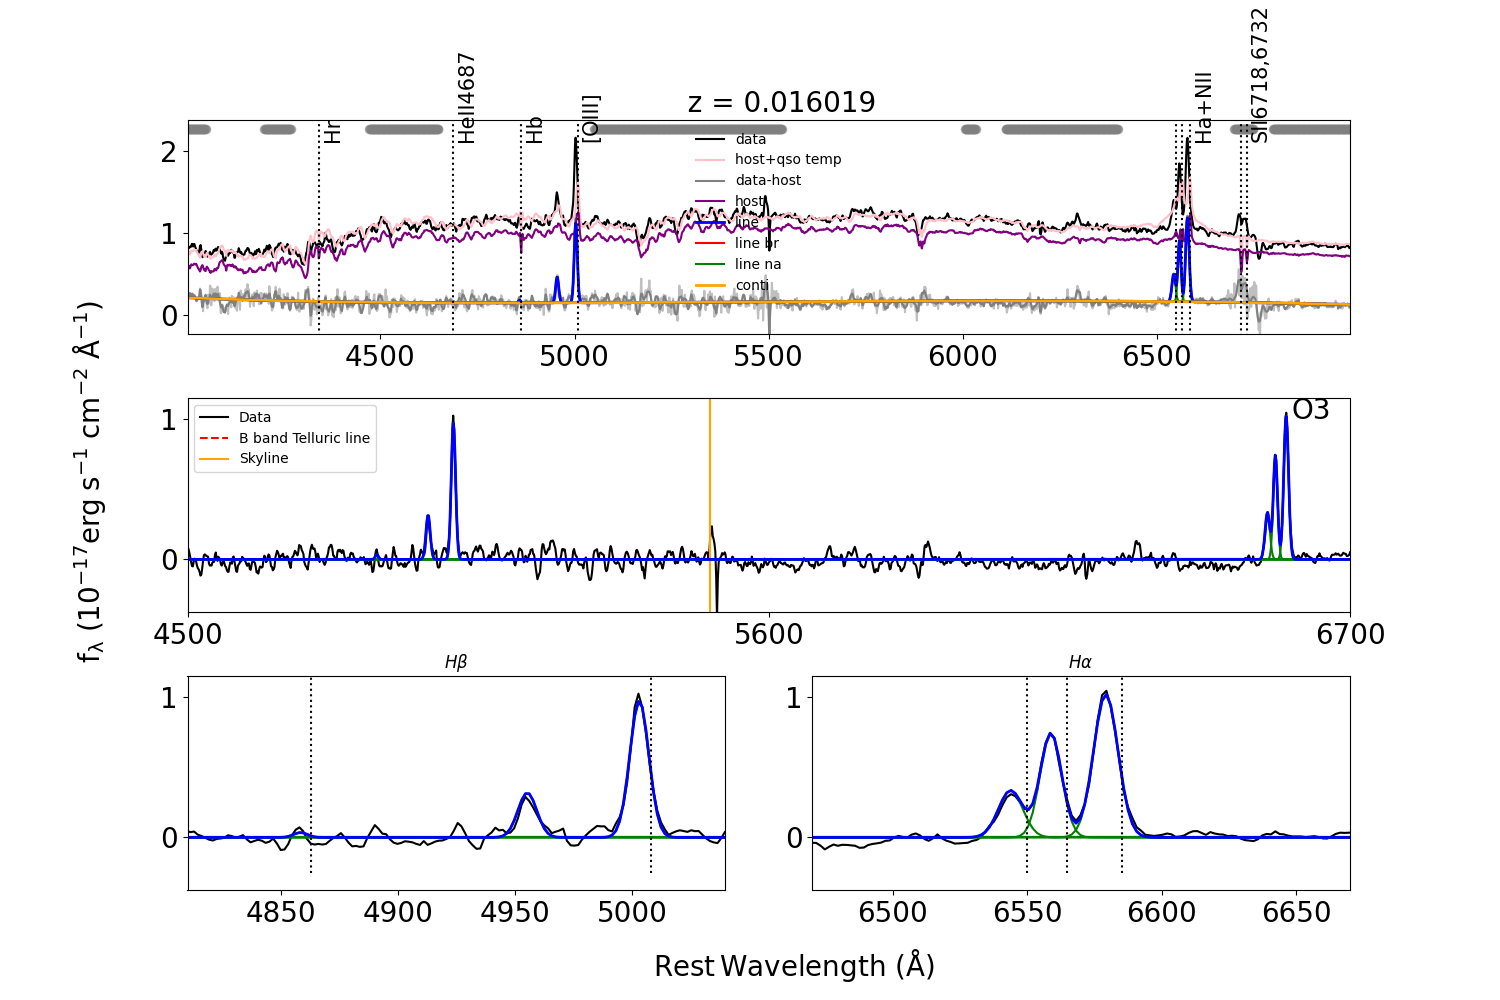 z = 0.016019
Hr
HeII4687
Hb
[OIII]
Ha+NII
SII6718,6732
data
host+qso temp
data-host
host
line
line br
line na
conti
2
1
0
4500 5000 5500 6000 6500
Data
B band Telluric line
Skyline
O3
1
0
4500 5600 6700
fλ (10−17erg s−1 cm−2 Å−1)
Hβ
1
0
4850 4900 4950 5000
Hα
1
0
6500 6550 6600 6650
Rest Wavelength (Å)